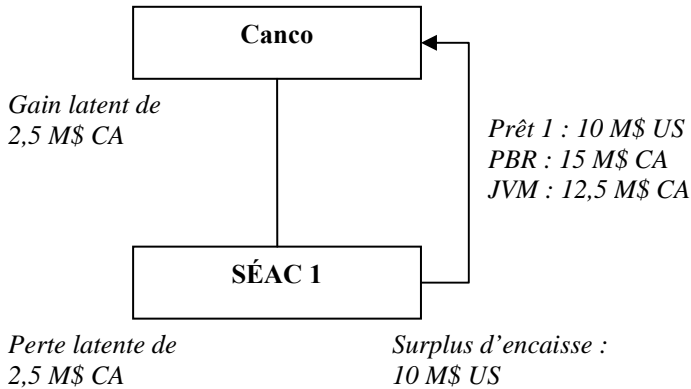 Canco
Gain latent de
2,5 M$ CA
Prêt 1 : 10 M$ US
PBR : 15 M$ CA
JVM : 12,5 M$ CA
SÉAC 1
Perte latente de
2,5 M$ CA
Surplus d’encaisse :
10 M$ US